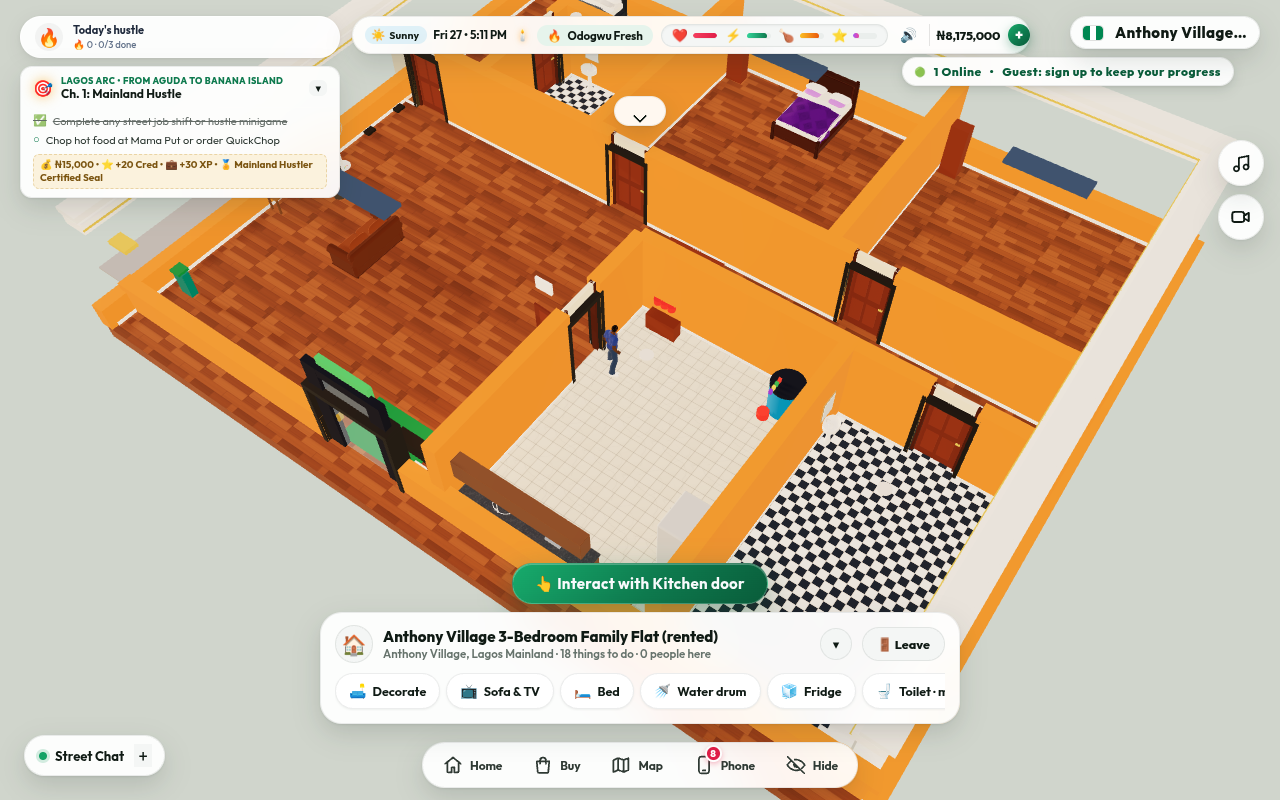 Today's hustle
🔥 0 · 0/3 done
LAGOS ARC • FROM AGUDA TO BANANA ISLAND
Ch. 1: Mainland Hustle
Complete any street job shift or hustle minigame
Chop hot food at Mama Put or order QuickChop
💰 ₦15,000 • ⭐ +20 Cred • 💼 +30 XP • 🏅 Mainland Hustler
Certified Seal
Sunny
Fri 27 • 5:11 PM
Odogwu Fresh
₦8,175,000
+
Anthony Village...
1 Online • Guest: sign up to keep your progress
Interact with Kitchen door
Anthony Village 3-Bedroom Family Flat (rented)
Anthony Village, Lagos Mainland · 18 things to do · 0 people here
Leave
Decorate
Sofa & TV
Bed
Water drum
Fridge
Toilet · m
Street Chat
+
Home
Buy
Map
8
Phone
Hide